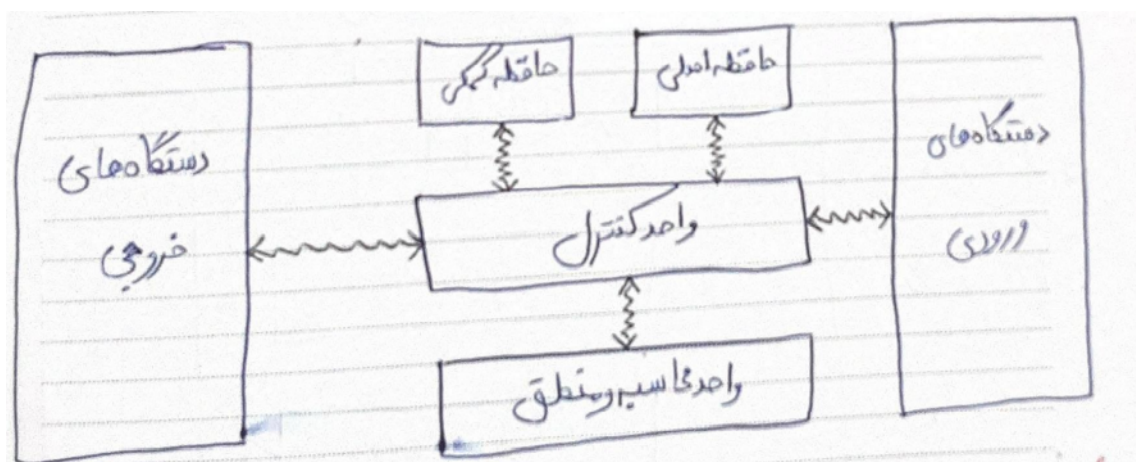 حافظه اصلی
حافظه کمکی
دستگاه‌های
ورودی
دستگاه‌های
خروجی
واحد کنترل
واحد محاسبه و منطق